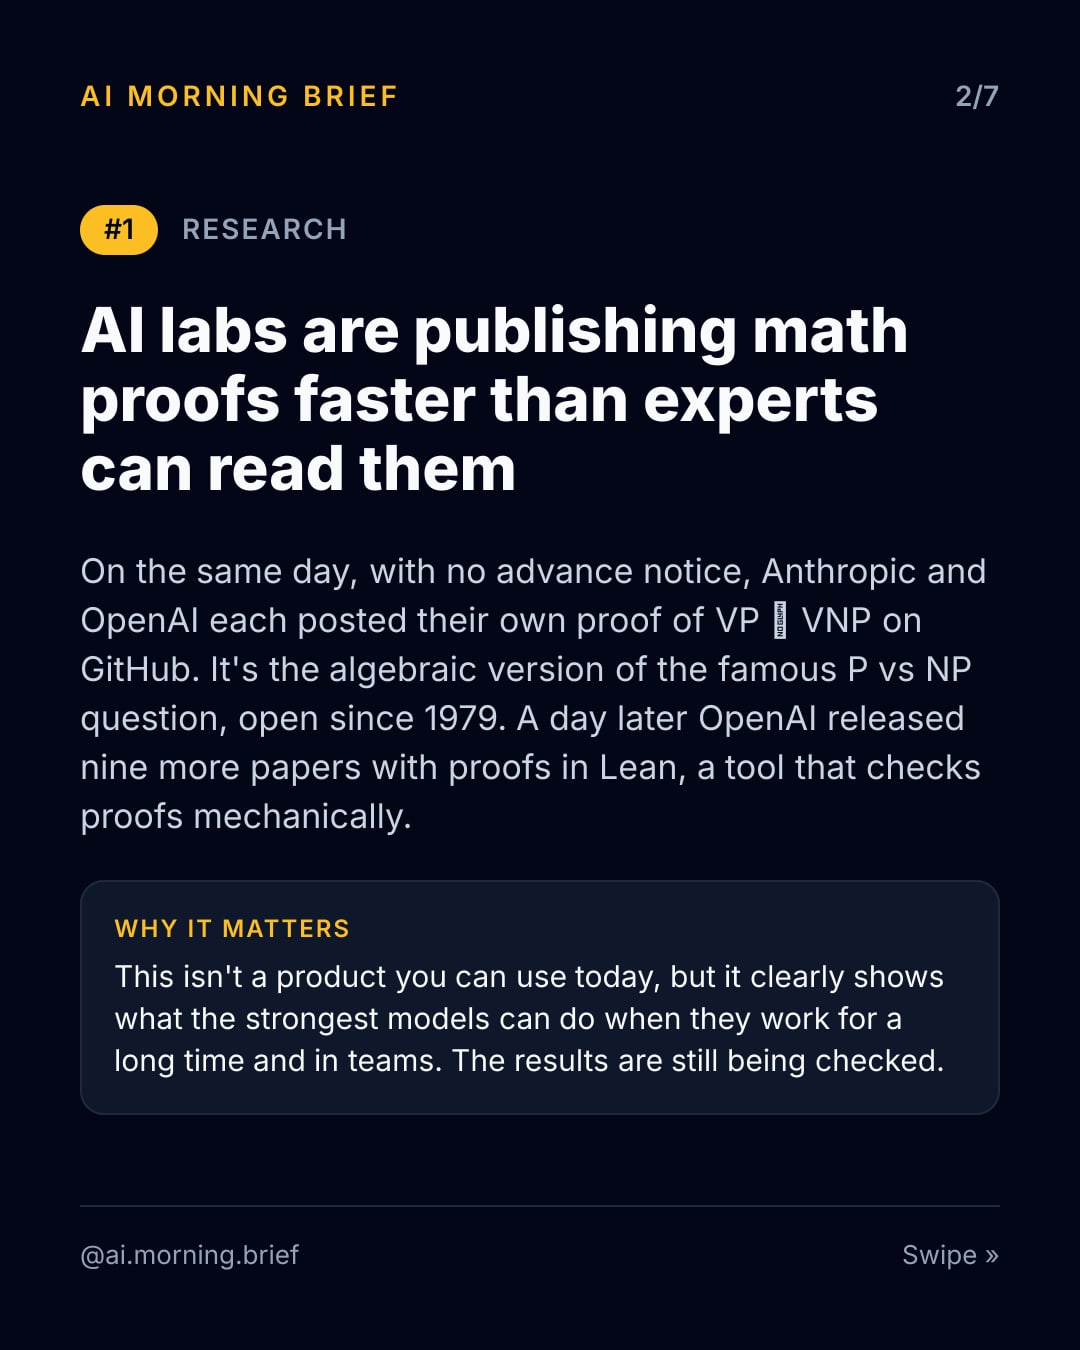 AI MORNING BRIEF
2/7
#1 RESEARCH
AI labs are publishing math
proofs faster than experts
can read them
On the same day, with no advance notice, Anthropic and
OpenAI each posted their own proof of VP VNP on
GitHub. It's the algebraic version of the famous P vs NP
question, open since 1979. A day later OpenAI released
nine more papers with proofs in Lean, a tool that checks
proofs mechanically.
WHY IT MATTERS
This isn't a product you can use today, but it clearly shows
what the strongest models can do when they work for a
long time and in teams. The results are still being checked.
@ai.morning.brief
Swipe »